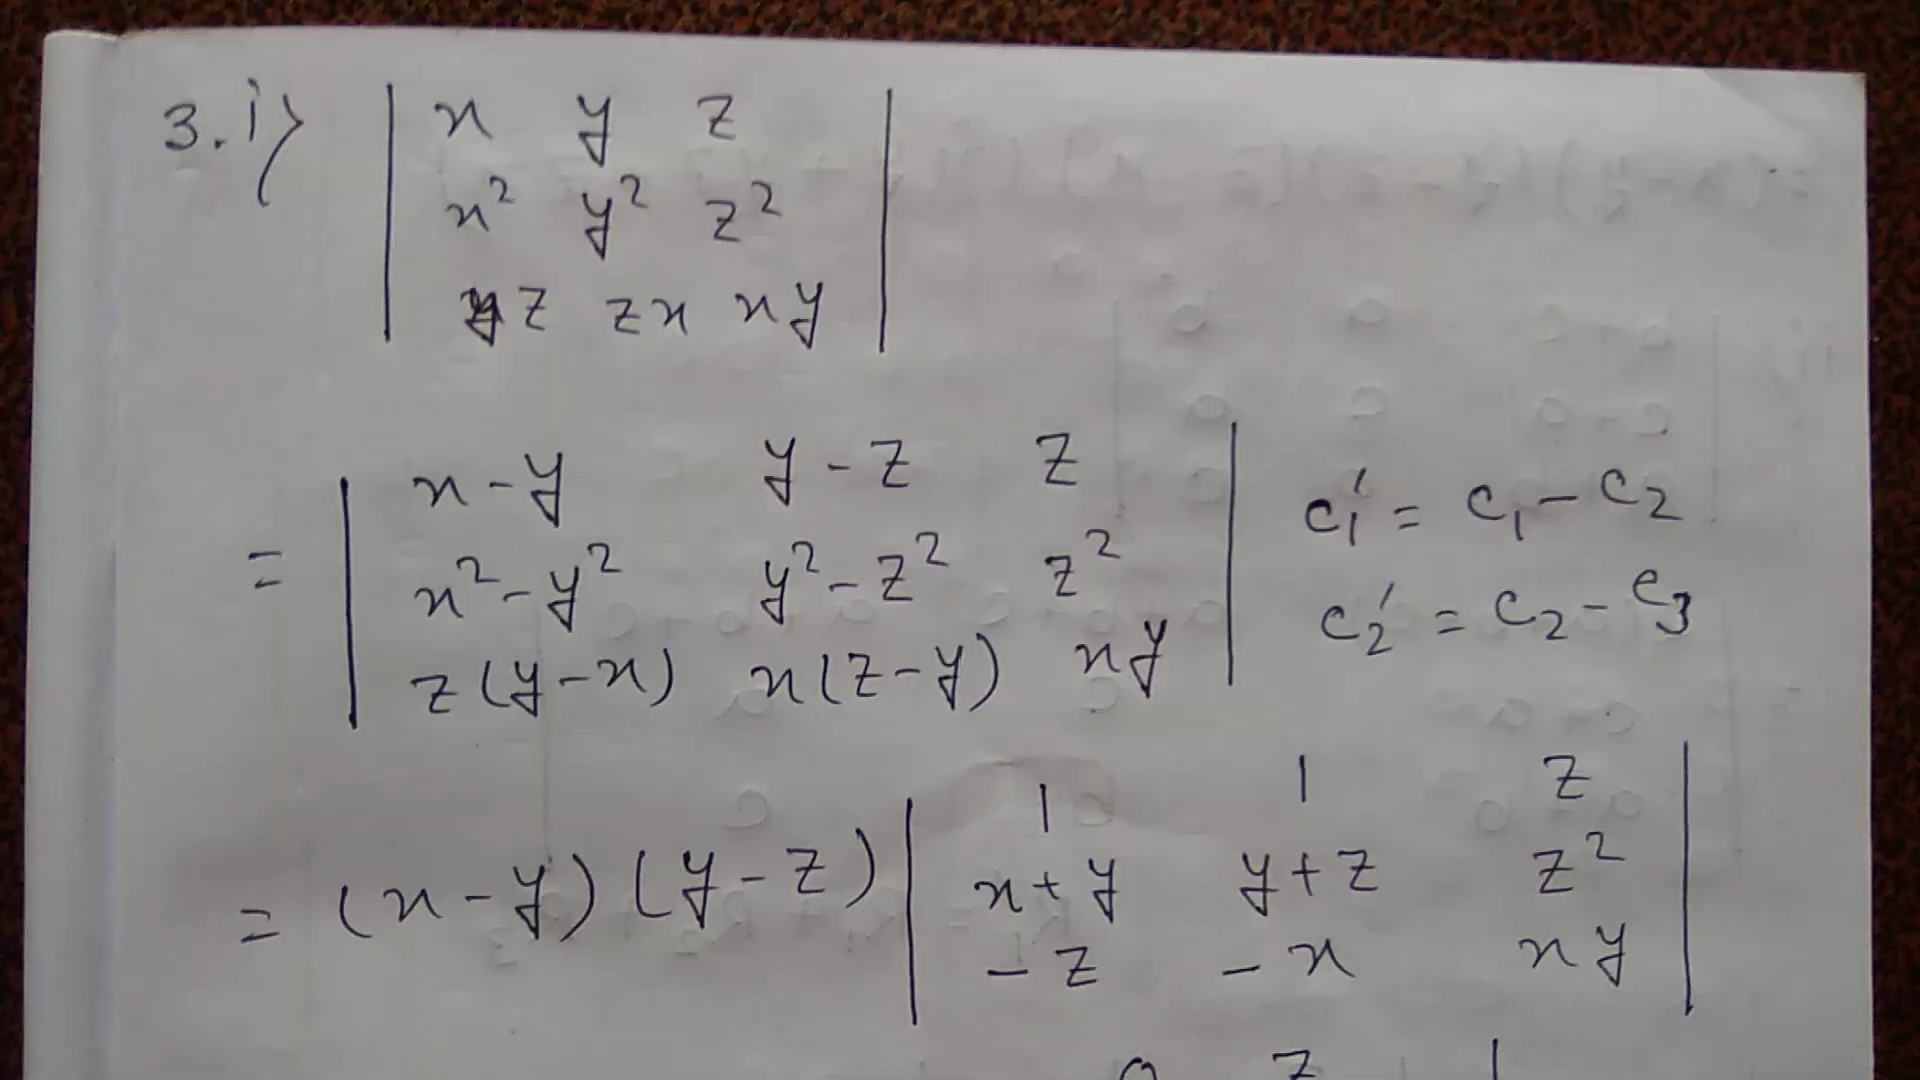 3. i) | x y z |
| x² y² z² |
| yz zx xy |
= | x-y y-z z | c₁' = c₁ - c₂
| x²-y² y²-z² z² | c₂' = c₂ - c₃
| z(y-x) x(z-y) xy |
= (x-y) (y-z) | 1 1 z |
| x+y y+z z² |
| -z -x xy |